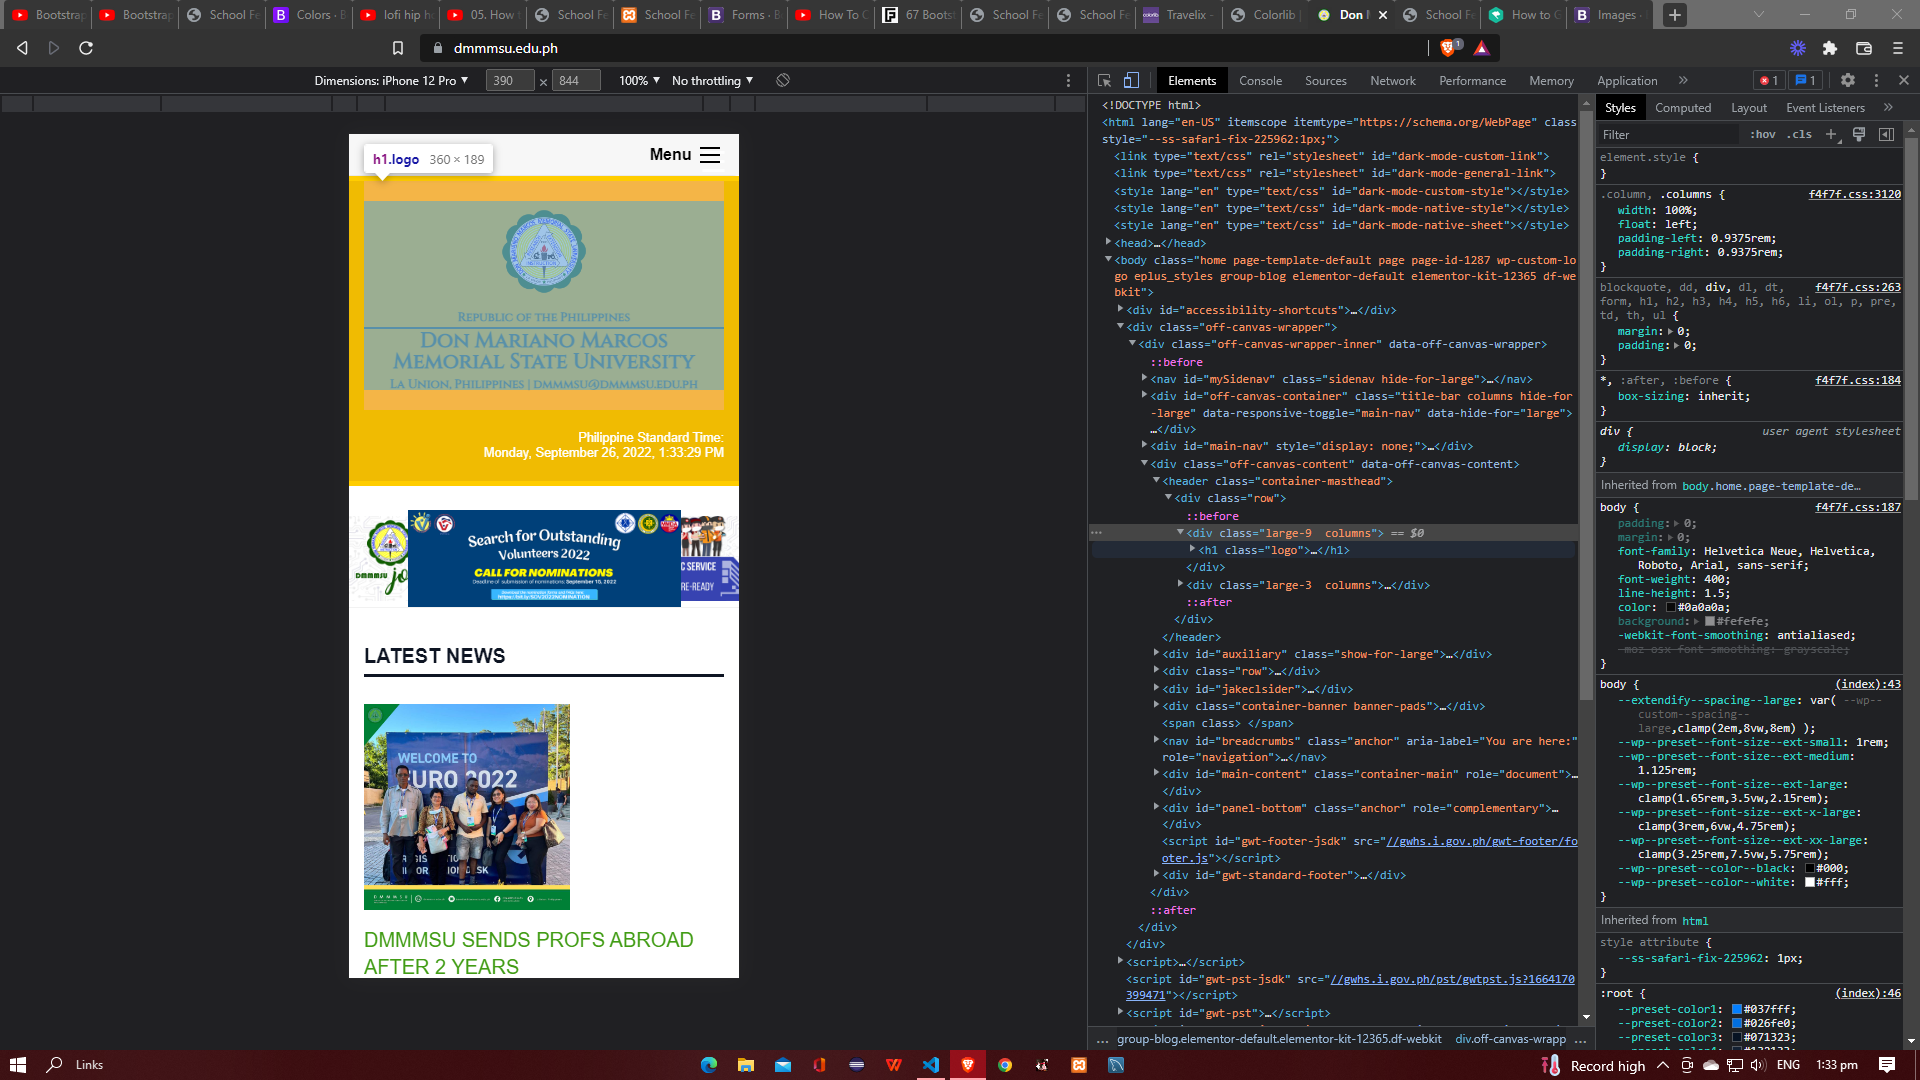 Bootstrap
Bootstrap
School Fe
Colors · B
lofi hip h
05. How
School Fe
School Fe
Forms · B
How To C
67 Bootst
School Fe
School Fe
Travelix -
Colorlib
Don
School Fe
How to C
Images ·
dmmmsu.edu.ph
1
Dimensions: iPhone 12 Pro
390
×
844
100%
No throttling
Elements
Console
Sources
Network
Performance
Memory
Application
1
1
h1.logo 360 × 189
Menu
Republic of the Philippines
Don Mariano Marcos
Memorial State University
La Union, Philippines | dmmmsu@dmmmsu.edu.ph
Philippine Standard Time:
Monday, September 26, 2022, 1:33:29 PM
DMMMSU
jo
Search for Outstanding
Volunteers 2022
CALL FOR NOMINATIONS
Deadline of submission of nominations: September 10, 2022
C SERVICE
RE-READY
LATEST NEWS
WELCOME TO
EURO 2022
DMMMSU
DMMMSU SENDS PROFS ABROAD
AFTER 2 YEARS
<!DOCTYPE html>
<html lang="en-US" itemscope itemtype="https://schema.org/WebPage" class
style="--ss-safari-fix-225962:1px;">
<link type="text/css" rel="stylesheet" id="dark-mode-custom-link">
<link type="text/css" rel="stylesheet" id="dark-mode-general-link">
<style lang="en" type="text/css" id="dark-mode-custom-style"></style>
<style lang="en" type="text/css" id="dark-mode-native-style"></style>
<style lang="en" type="text/css" id="dark-mode-native-sheet"></style>
<head>…</head>
<body class="home page-template-default page page-id-1287 wp-custom-lo
go eplus_styles group-blog elementor-default elementor-kit-12365 df-we
bkit">
<div id="accessibility-shortcuts">…</div>
<div class="off-canvas-wrapper">
<div class="off-canvas-wrapper-inner" data-off-canvas-wrapper>
::before
<nav id="mySidenav" class="sidenav hide-for-large">…</nav>
<div id="off-canvas-container" class="title-bar columns hide-for
-large" data-responsive-toggle="main-nav" data-hide-for="large">
…</div>
<div id="main-nav" style="display: none;">…</div>
<div class="off-canvas-content" data-off-canvas-content>
<header class="container-masthead">
<div class="row">
::before
<div class="large-9  columns"> == $0
<h1 class="logo">…</h1>
</div>
<div class="large-3  columns">…</div>
::after
</div>
</header>
<div id="auxiliary" class="show-for-large">…</div>
<div class="row">…</div>
<div id="jakeclsider">…</div>
<div class="container-banner banner-pads">…</div>
<span class> </span>
<nav id="breadcrumbs" class="anchor" aria-label="You are here:"
role="navigation">…</nav>
<div id="main-content" class="container-main" role="document">…
</div>
<div id="panel-bottom" class="anchor" role="complementary">…
</div>
<script id="gwt-footer-jsdk" src="//gwhs.i.gov.ph/gwt-footer/fo
oter.js"></script>
<div id="gwt-standard-footer">…</div>
</div>
::after
</div>
</div>
<script>…</script>
<script id="gwt-pst-jsdk" src="//gwhs.i.gov.ph/pst/gwtpst.js?1664170
399471"></script>
<script id="gwt-pst">…</script>
... group-blog.elementor-default.elementor-kit-12365.df-webkit div.off-canvas-wrapp ...
Styles
Computed
Layout
Event Listeners
Filter
:hov
.cls
element.style {
}
.column, .columns { f4f7f.css:3120
width: 100%;
float: left;
padding-left: 0.9375rem;
padding-right: 0.9375rem;
}
blockquote, dd, div, dl, dt, f4f7f.css:263
form, h1, h2, h3, h4, h5, h6, li, ol, p, pre,
td, th, ul {
margin: 0;
padding: 0;
}
*, :after, :before { f4f7f.css:184
box-sizing: inherit;
}
div { user agent stylesheet
display: block;
}
Inherited from body.home.page-template-de…
body { f4f7f.css:187
padding: 0;
margin: 0;
font-family: Helvetica Neue, Helvetica,
Roboto, Arial, sans-serif;
font-weight: 400;
line-height: 1.5;
color: #0a0a0a;
background: #fefefe;
-webkit-font-smoothing: antialiased;
-moz-osx-font-smoothing: grayscale;
}
body { (index):43
--extendify--spacing--large: var( --wp--
custom--spacing--
large,clamp(2em,8vw,8em) );
--wp--preset--font-size--ext-small: 1rem;
--wp--preset--font-size--ext-medium:
1.125rem;
--wp--preset--font-size--ext-large:
clamp(1.65rem,3.5vw,2.15rem);
--wp--preset--font-size--ext-x-large:
clamp(3rem,6vw,4.75rem);
--wp--preset--font-size--ext-xx-large:
clamp(3.25rem,7.5vw,5.75rem);
--wp--preset--color--black: #000;
--wp--preset--color--white: #fff;
}
Inherited from html
style attribute {
--ss-safari-fix-225962: 1px;
}
:root { (index):46
--preset-color1: #037fff;
--preset-color2: #026fe0;
--preset-color3: #071323;
Links
Record high
ENG
1:33 pm